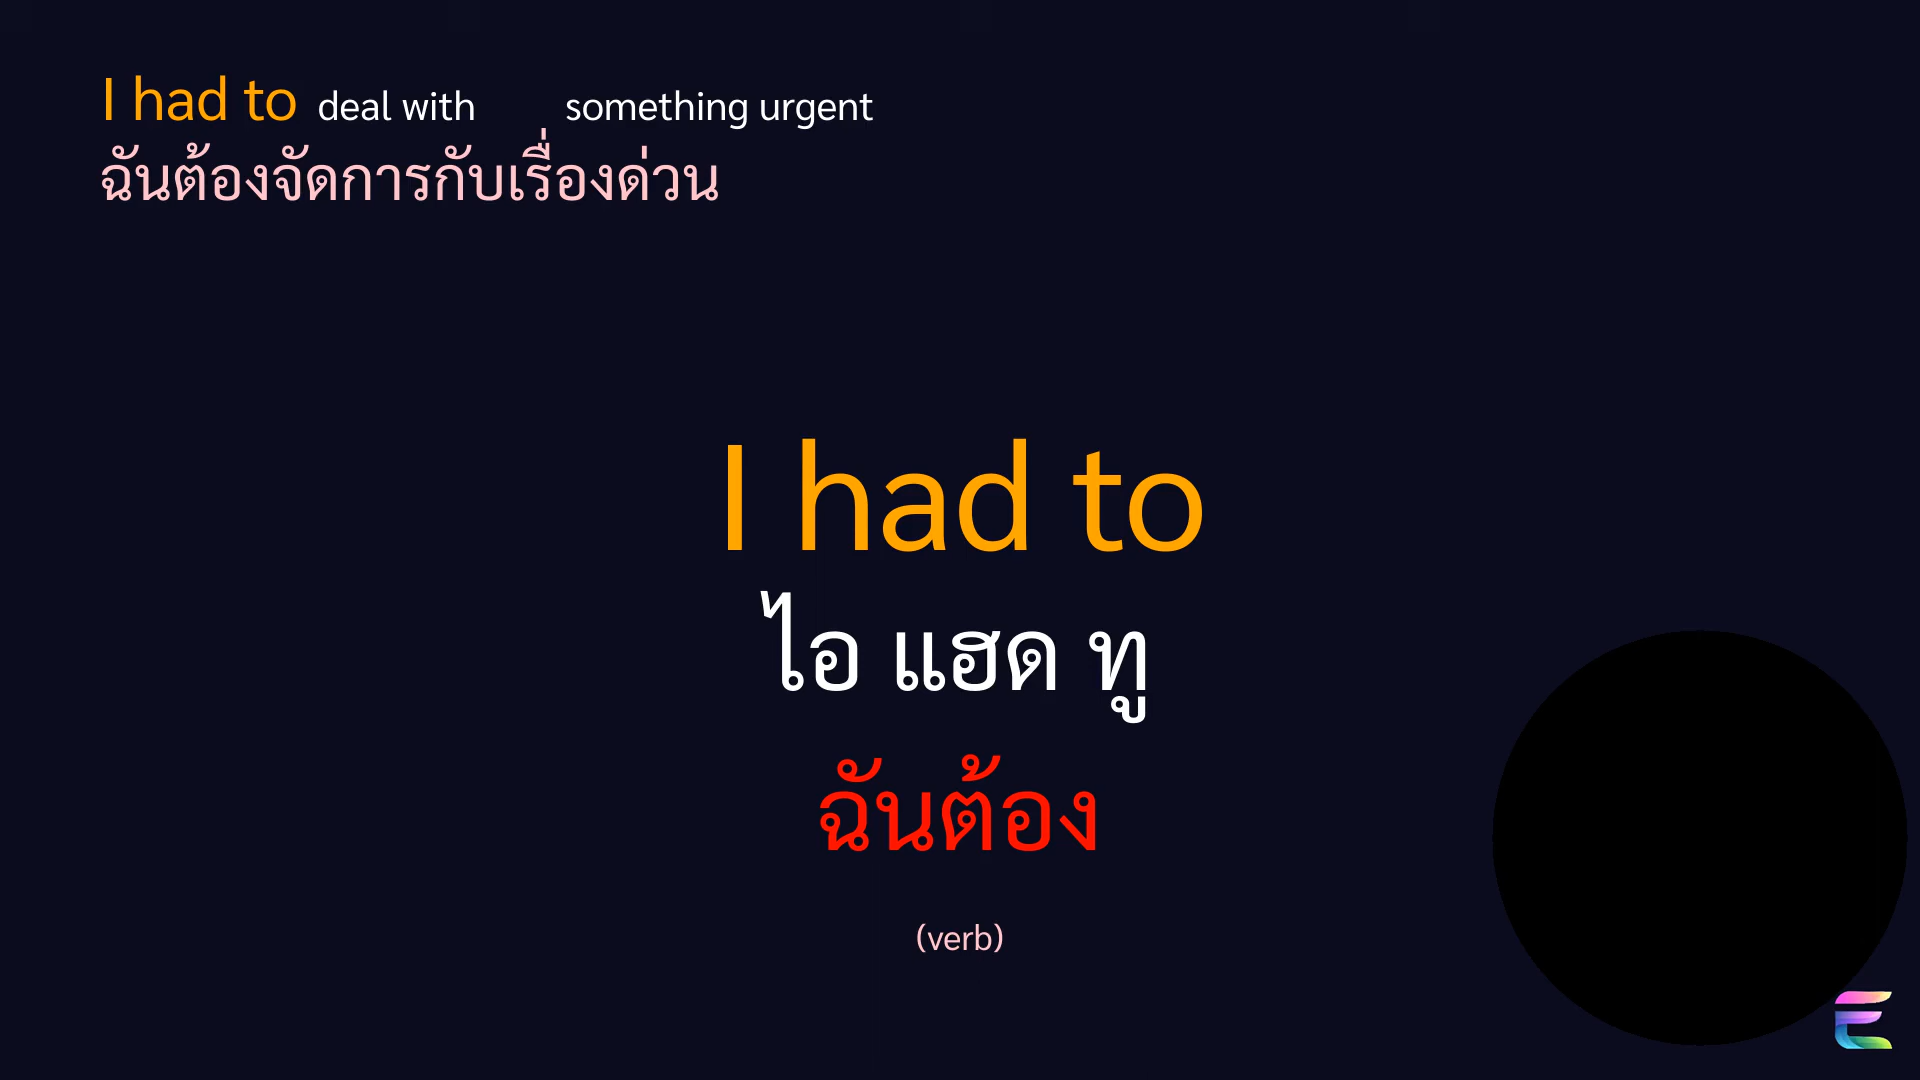 I had to deal with something urgent
ฉันต้องจัดการกับเรื่องด่วน
I had to
ไอ แฮด ทู
ฉันต้อง
(verb)